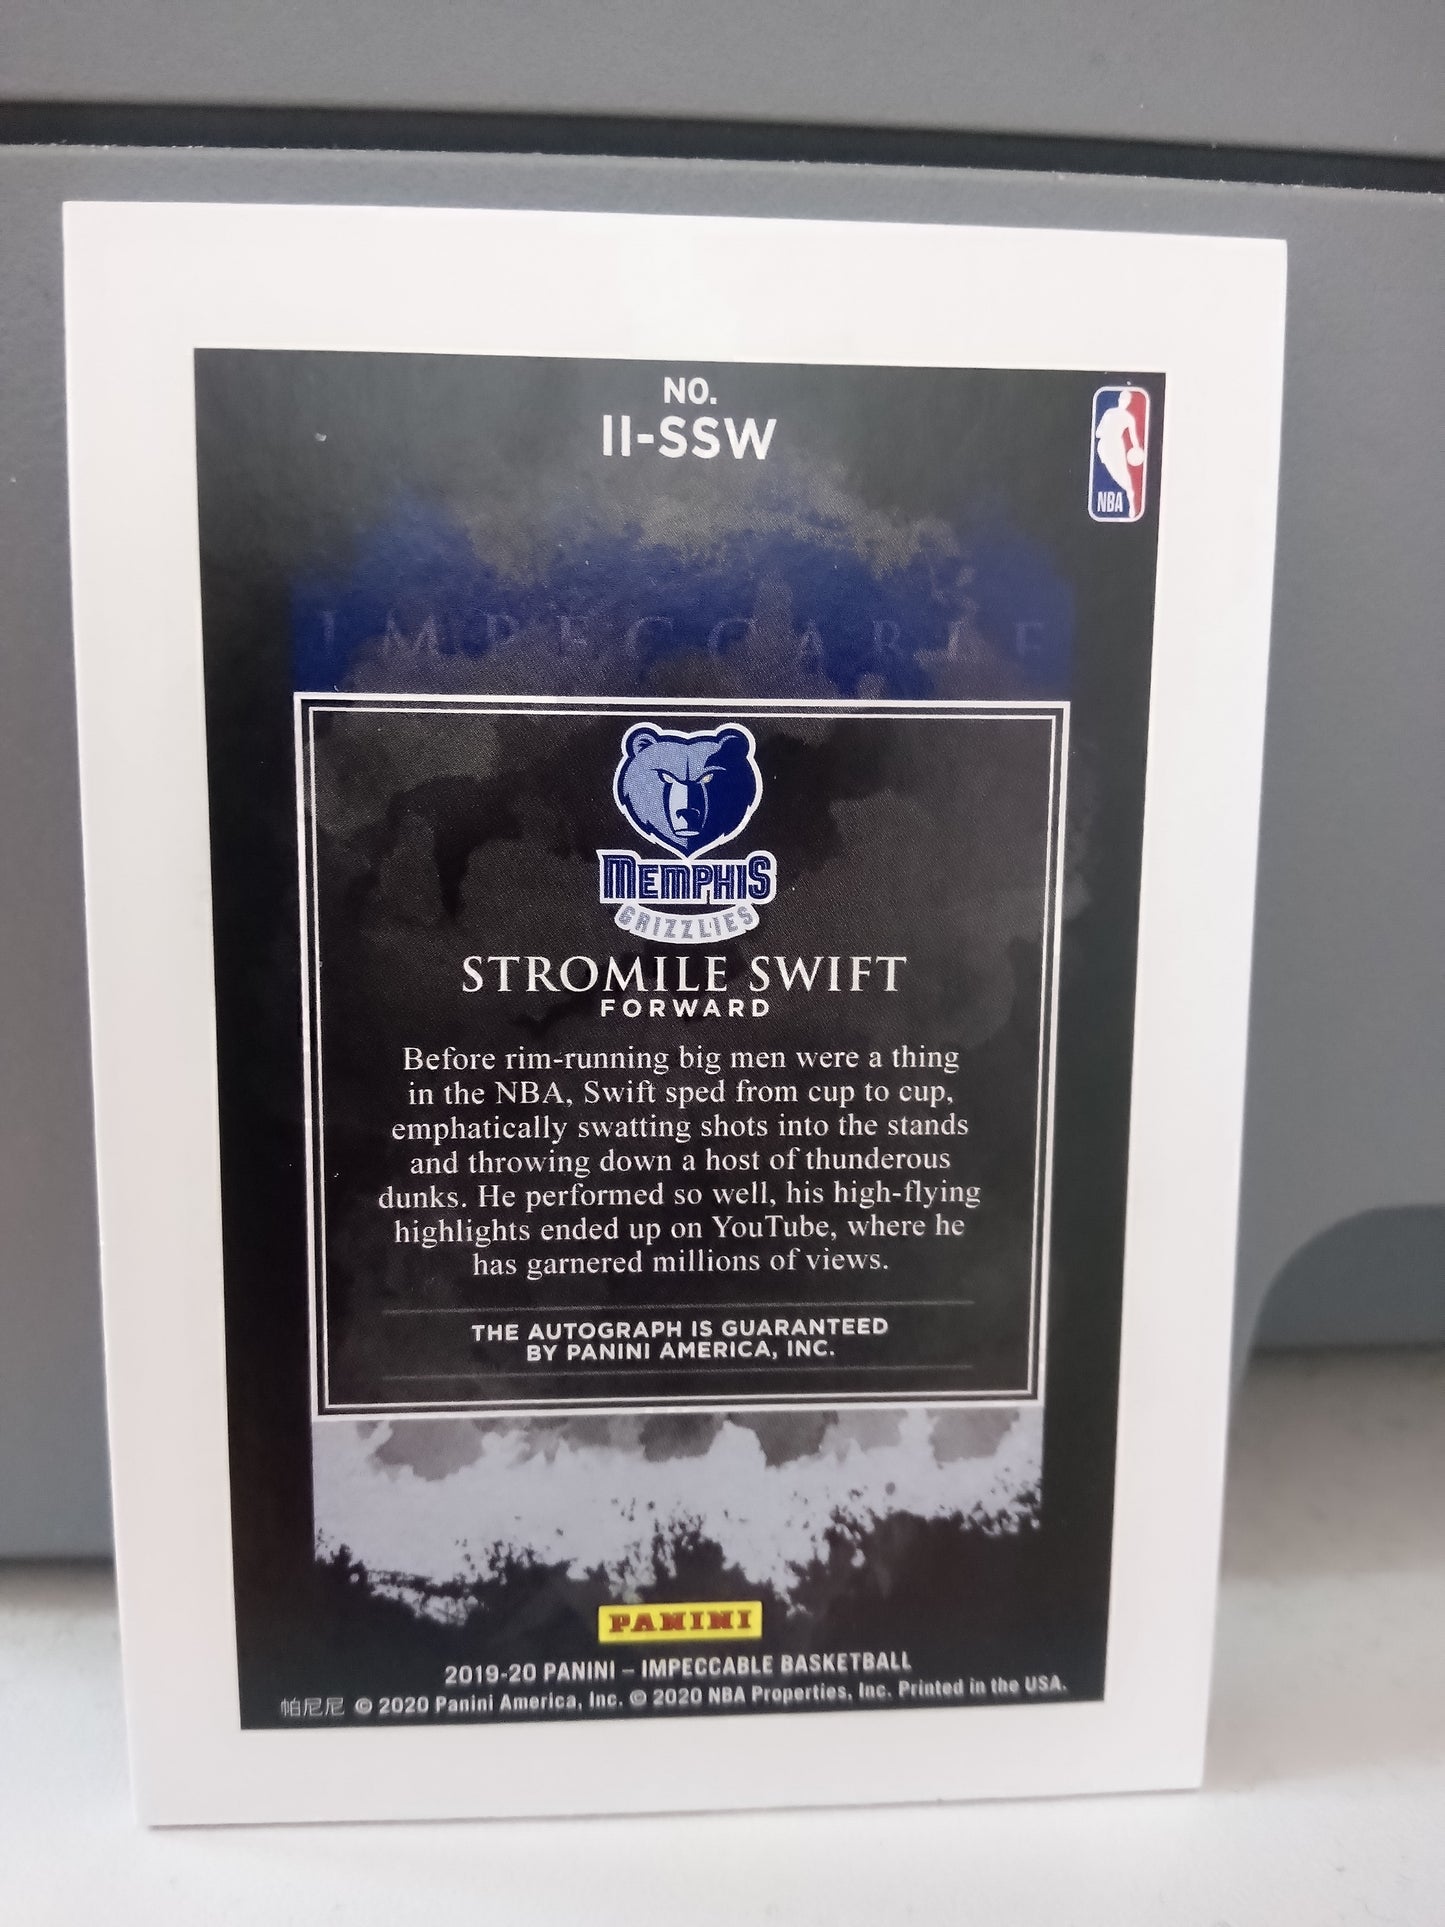 NO.
II-SSW
NBA
IMPECCABLE
MEMPHIS
GRIZZLIES
STROMILE SWIFT
FORWARD
Before rim-running big men were a thing
in the NBA, Swift sped from cup to cup,
emphatically swatting shots into the stands
and throwing down a host of thunderous
dunks. He performed so well, his high-flying
highlights ended up on YouTube, where he
has garnered millions of views.
THE AUTOGRAPH IS GUARANTEED
BY PANINI AMERICA, INC.
PANINI
2019-20 PANINI – IMPECCABLE BASKETBALL
帕尼尼 © 2020 Panini America, Inc. © 2020 NBA Properties, Inc. Printed in the USA.